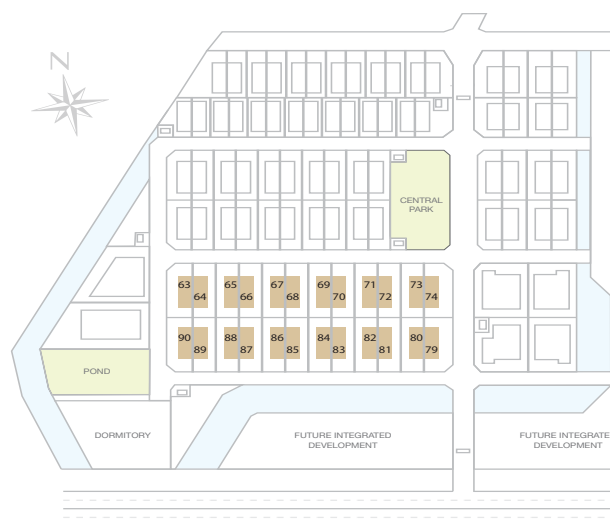 N
CENTRAL
PARK
63 65 67 69 71 73
64 66 68 70 72 74
90 88 86 84 82 80
89 87 85 83 81 79
POND
DORMITORY
FUTURE INTEGRATED
DEVELOPMENT
FUTURE INTEGRATE
DEVELOPMENT